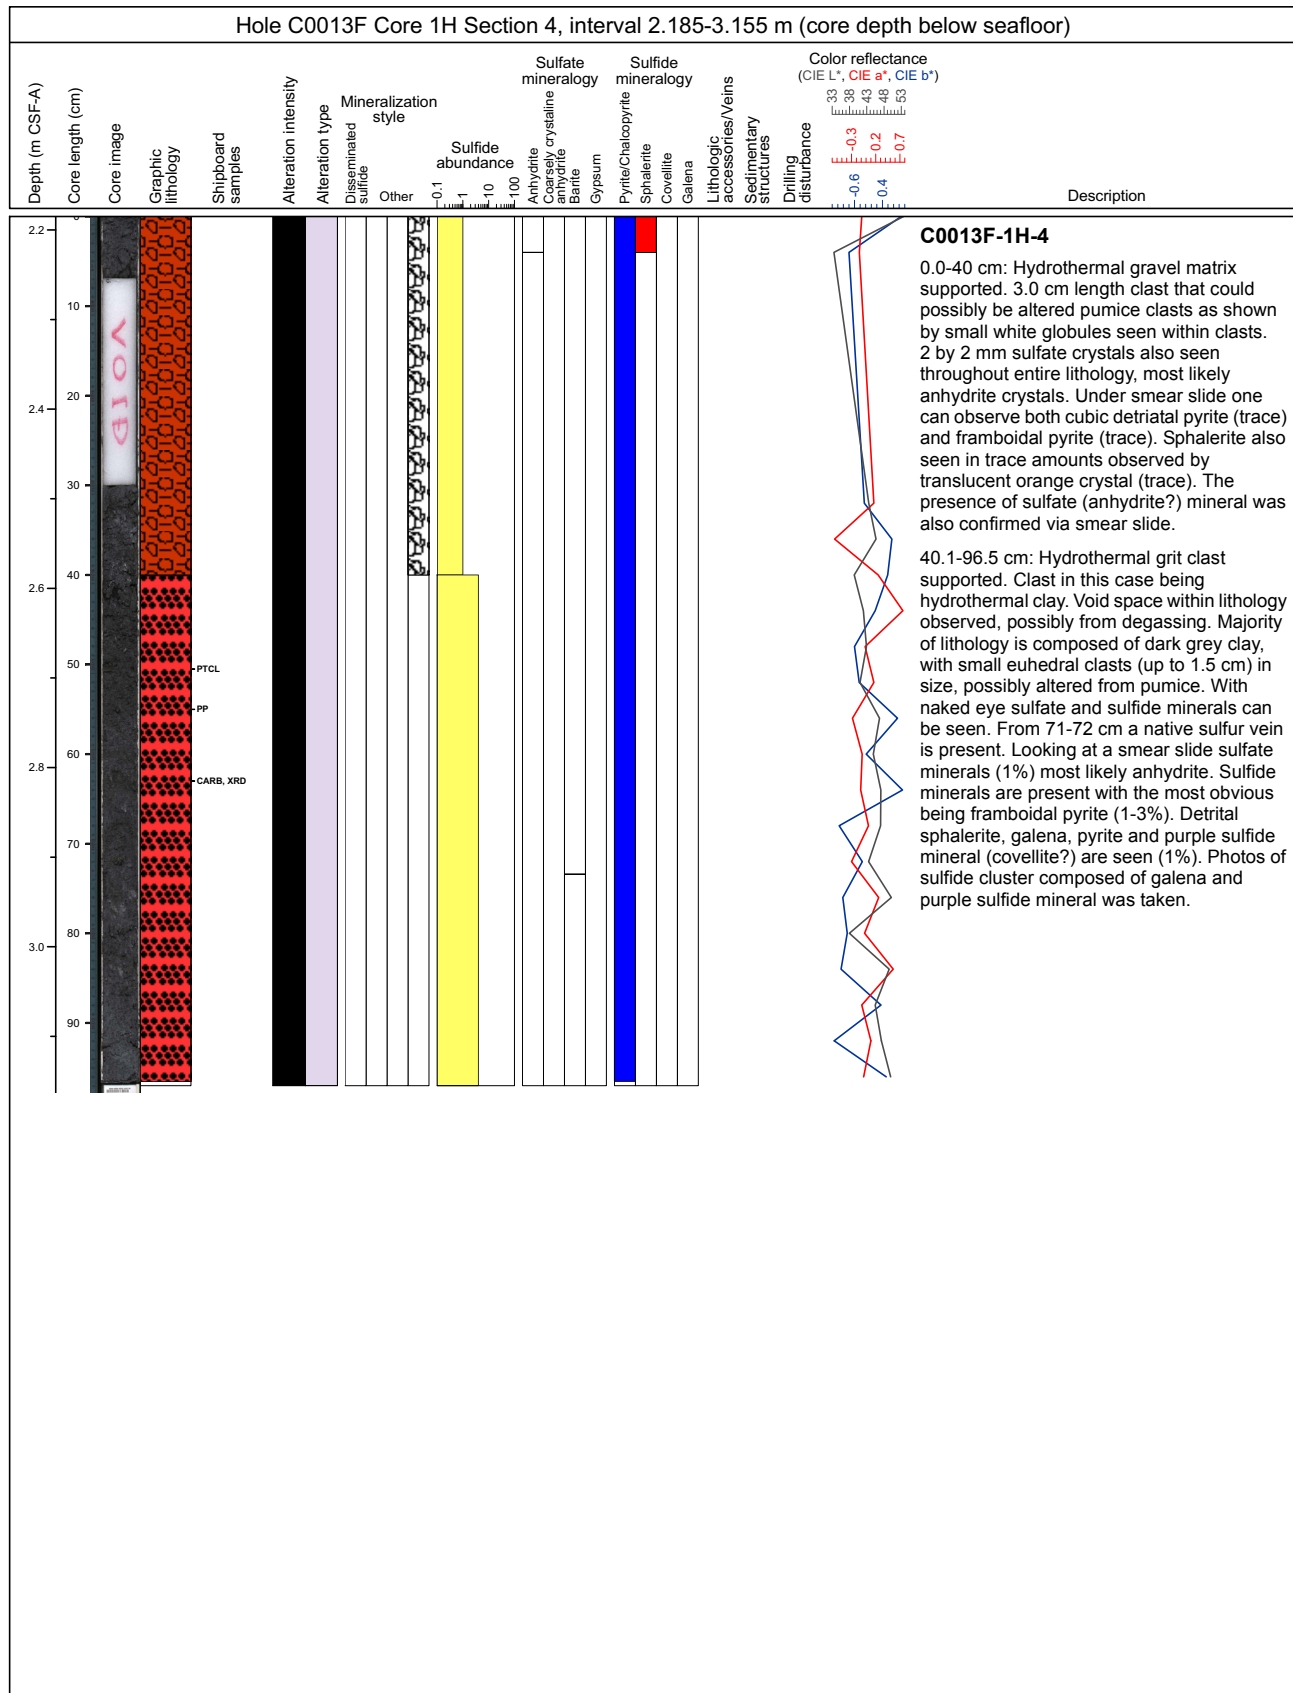 Hole C0013F Core 1H Section 4, interval 2.185-3.155 m (core depth below seafloor)
Depth (m CSF-A)
Core length (cm)
Core image
Graphic
lithology
Shipboard
samples
Alteration intensity
Alteration type
Mineralization
style
Disseminated
sulfide
Other
Sulfide
abundance
0.1
1
10
100
Sulfate
mineralogy
Anhydrite
Coarsely crystaline
anhydrite
Barite
Gypsum
Sulfide
mineralogy
Pyrite/Chalcopyrite
Sphalerite
Covellite
Galena
Lithologic
accessories/Veins
Sedimentary
structures
Drilling
disturbance
Color reflectance
(CIE L*, CIE a*, CIE b*)
33
38
43
48
53
-0.3
0.2
0.7
-0.6
0.4
Description
2.2
2.4
2.6
2.8
3.0
0
10
20
30
40
50
60
70
80
90
VOID
PTCL
PP
CARB, XRD
C0013F-1H-4
0.0-40 cm: Hydrothermal gravel matrix
supported. 3.0 cm length clast that could
possibly be altered pumice clasts as shown
by small white globules seen within clasts.
2 by 2 mm sulfate crystals also seen
throughout entire lithology, most likely
anhydrite crystals. Under smear slide one
can observe both cubic detriatal pyrite (trace)
and framboidal pyrite (trace). Sphalerite also
seen in trace amounts observed by
translucent orange crystal (trace). The
presence of sulfate (anhydrite?) mineral was
also confirmed via smear slide.
40.1-96.5 cm: Hydrothermal grit clast
supported. Clast in this case being
hydrothermal clay. Void space within lithology
observed, possibly from degassing. Majority
of lithology is composed of dark grey clay,
with small euhedral clasts (up to 1.5 cm) in
size, possibly altered from pumice. With
naked eye sulfate and sulfide minerals can
be seen. From 71-72 cm a native sulfur vein
is present. Looking at a smear slide sulfate
minerals (1%) most likely anhydrite. Sulfide
minerals are present with the most obvious
being framboidal pyrite (1-3%). Detrital
sphalerite, galena, pyrite and purple sulfide
mineral (covellite?) are seen (1%). Photos of
sulfide cluster composed of galena and
purple sulfide mineral was taken.